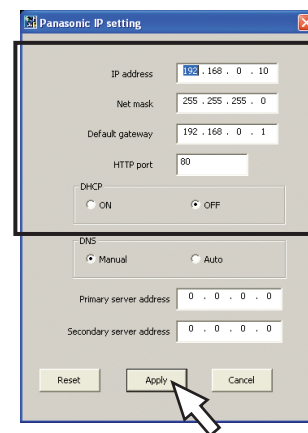 Panasonic IP setting
IP address 192 . 168 . 0 . 10
Net mask 255 . 255 . 255 . 0
Default gateway 192 . 168 . 0 . 1
HTTP port 80
DHCP
ON OFF
DNS
Manual Auto
Primary server address 0 . 0 . 0 . 0
Secondary server address 0 . 0 . 0 . 0
Reset Apply Cancel